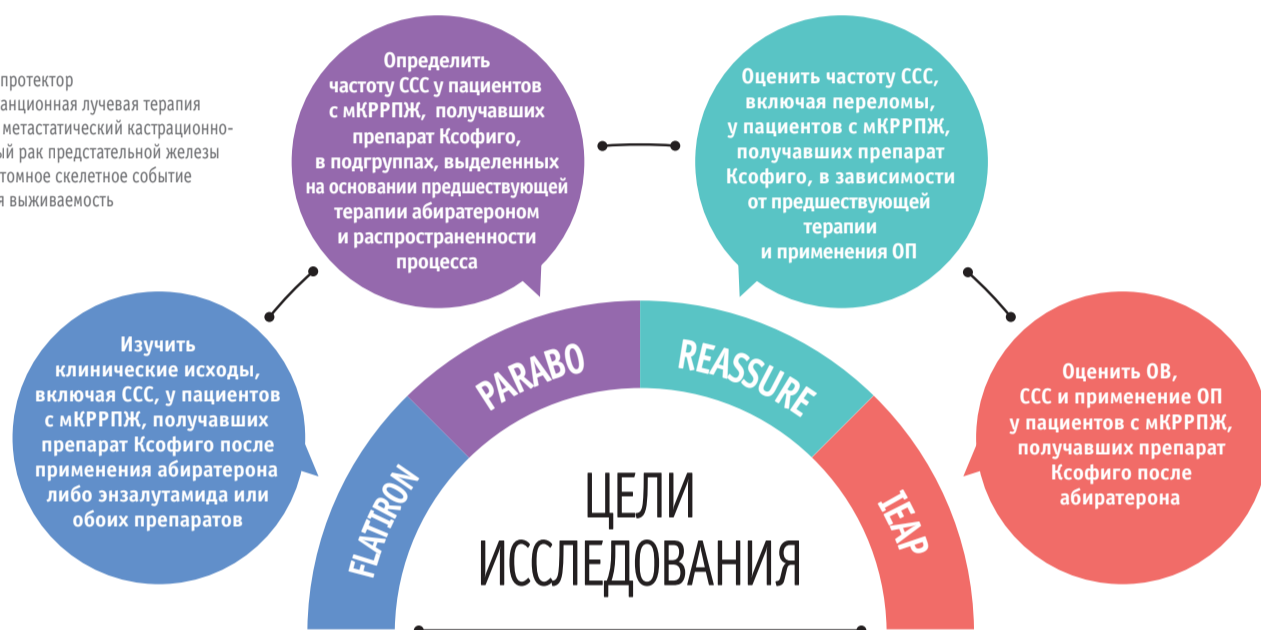 протектор
анционная лучевая терапия
метастатический кастрационно-
ый рак предстательной железы
томное скелетное событие
я выживаемость
Изучить
клинические исходы,
включая ССС, у пациентов
с мКРРПЖ, получавших
препарат Ксофиго после
применения абиратерона
либо энзалутамида или
обоих препаратов
Определить
частоту ССС у пациентов
с мКРРПЖ, получавших
препарат Ксофиго,
в подгруппах, выделенных
на основании предшествующей
терапии абиратероном
и распространенности
процесса
Оценить частоту ССС,
включая переломы,
у пациентов с мКРРПЖ,
получавших препарат
Ксофиго, в зависимости
от предшествующей
терапии
и применения ОП
Оценить ОВ,
ССС и применение ОП
у пациентов с мКРРПЖ,
получавших препарат
Ксофиго после
абиратерона
FLATIRON
PARABO
REASSURE
IEAP
ЦЕЛИ
ИССЛЕДОВАНИЯ